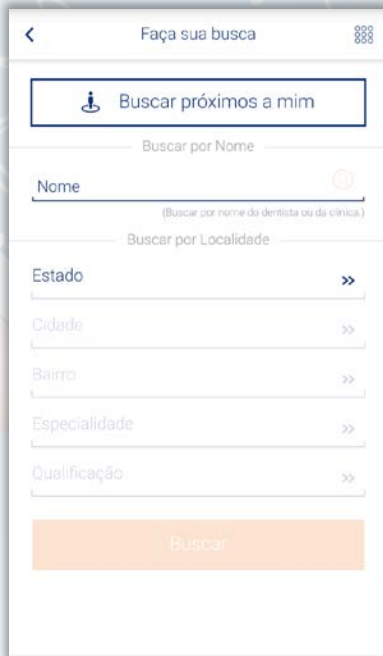 Faça sua busca
Buscar próximos a mim
Buscar por Nome
Nome
(Buscar por nome do dentista ou da clínica.)
Buscar por Localidade
Estado
Cidade
Bairro
Especialidade
Qualificação
Buscar